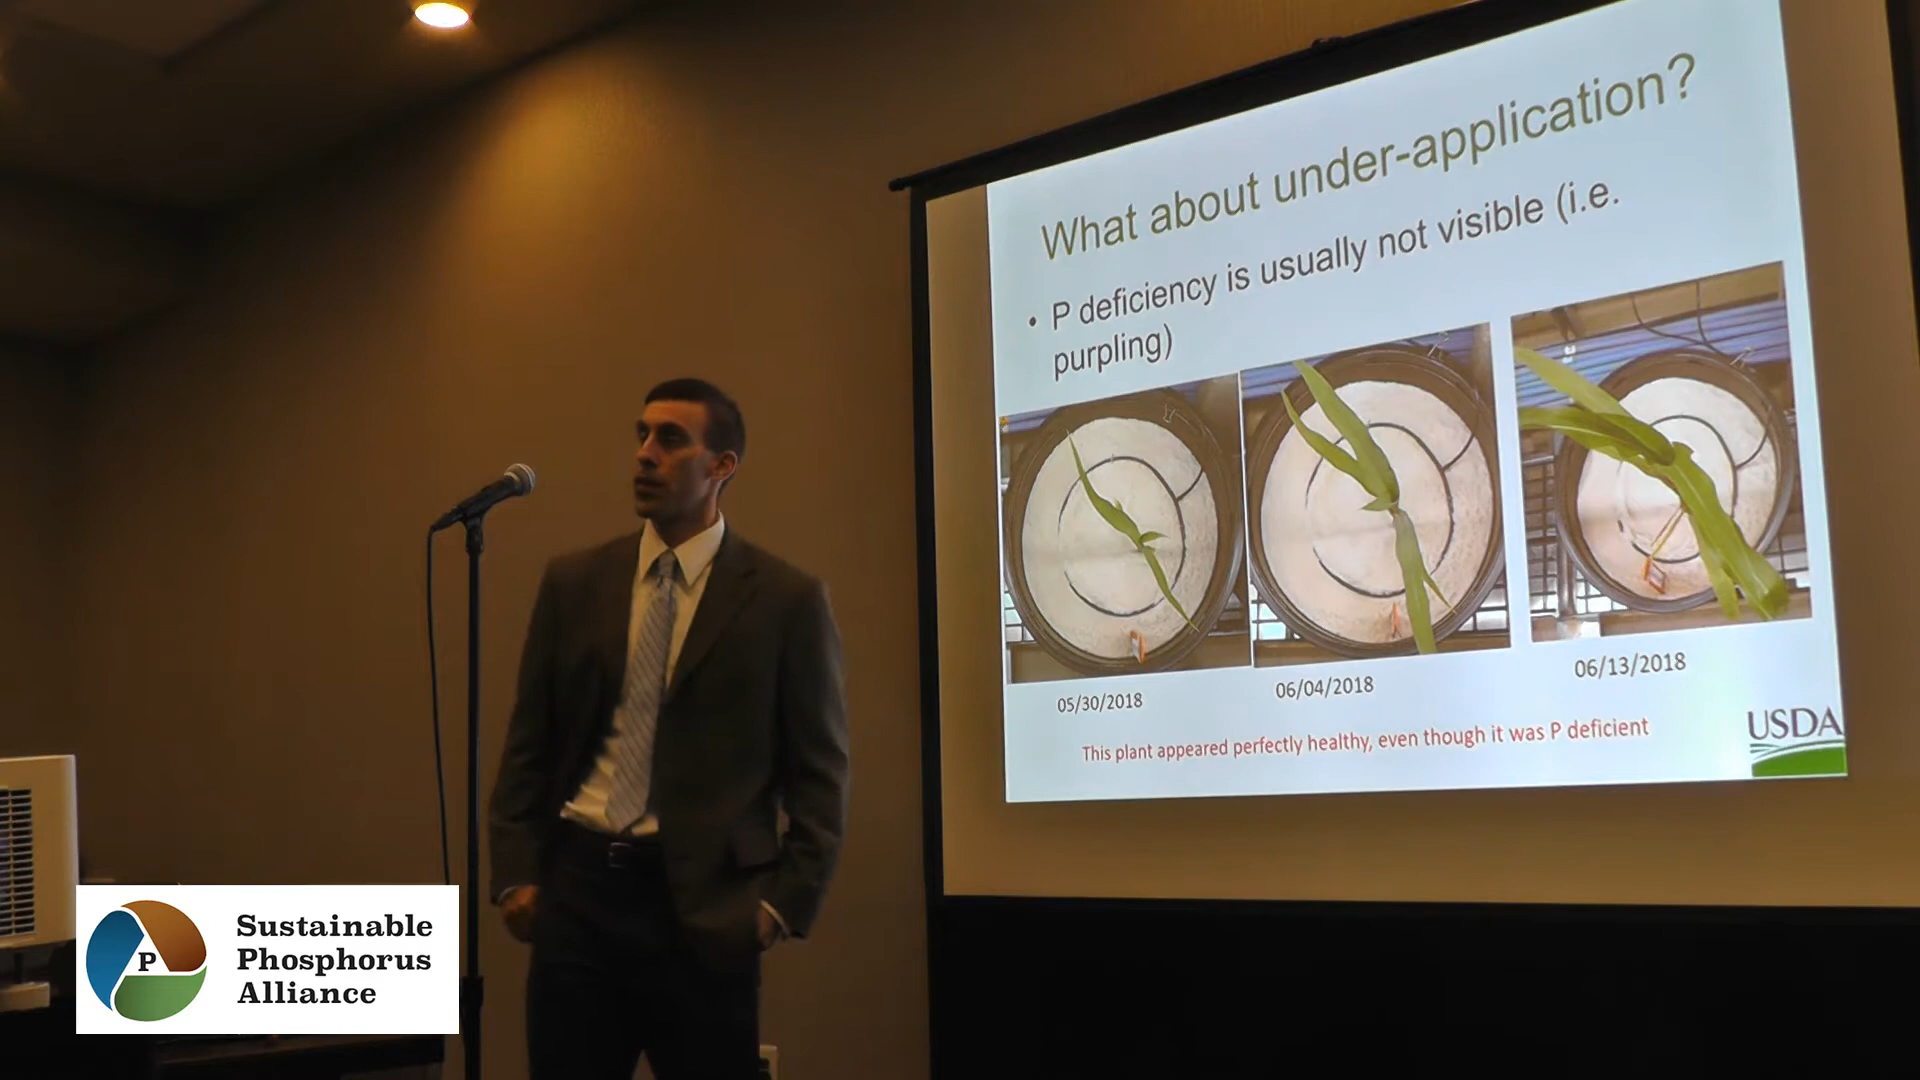 What about under-application?
• P deficiency is usually not visible (i.e.
purpling)
05/30/2018
06/04/2018
06/13/2018
This plant appeared perfectly healthy, even though it was P deficient
USDA
P
Sustainable
Phosphorus
Alliance